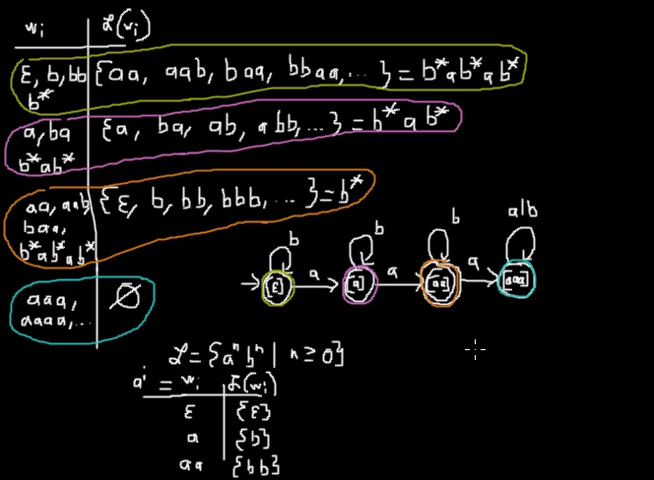 wᵢ ℒ(wᵢ)
ε, b, bb {aa, aab, baa, bbaa, ... } = b*ab*ab*
b*
a, ba {a, ba, ab, abb, ... } = b*ab*
b*ab*
aa, aab {ε, b, bb, bbb, ... } = b*
baa,
b*ab*ab*
aaa, ∅
aaaa, ...
b b b a|b
[ε] a [a] a [aa] a [aaa]
ℒ = {aⁿbⁿ | n ≥ 0}
aⁱ = wᵢ ℒ(wᵢ)
ε {ε}
a {b}
aa {bb}